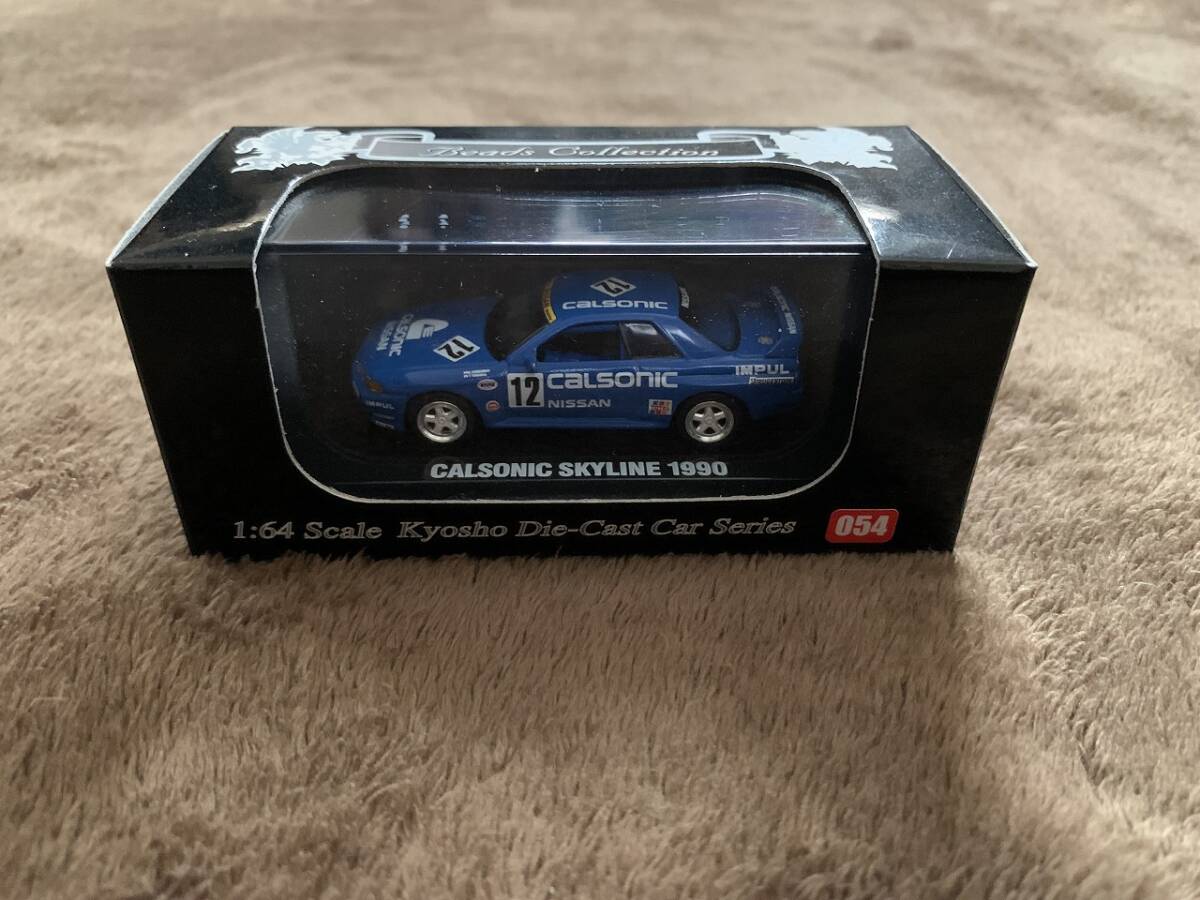 Beads Collection
12
CALSONIC
CALSONIC
NISSAN
12
IMPUL
12 CALSONIC
NISSAN
IMPUL
CALSONIC SKYLINE 1990
1:64 Scale Kyosho Die-Cast Car Series 054